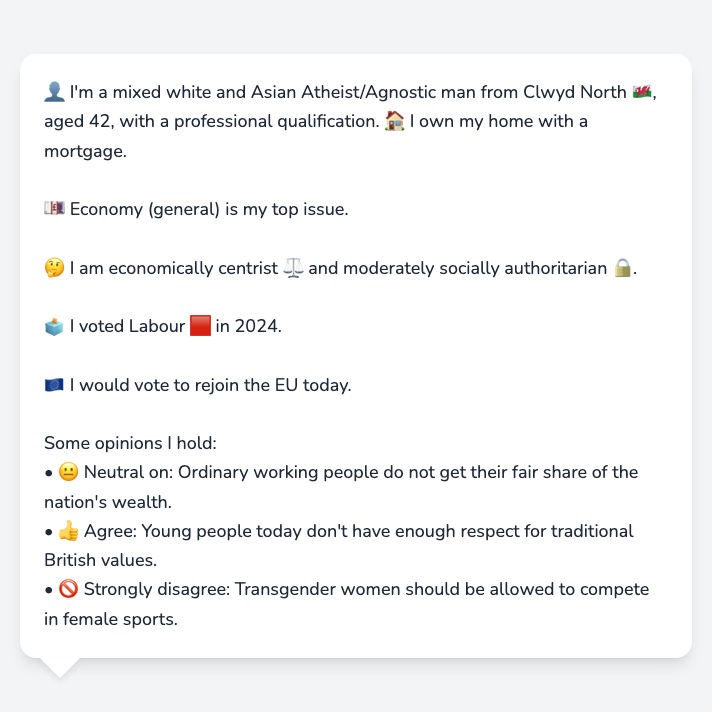 👤 I'm a mixed white and Asian Atheist/Agnostic man from Clwyd North 🏴󠁧󠁢󠁷󠁬󠁳󠁿,
aged 42, with a professional qualification. 🏠 I own my home with a
mortgage.
💷 Economy (general) is my top issue.
🤔 I am economically centrist ⚖️ and moderately socially authoritarian 🔒.
🗳️ I voted Labour 🟥 in 2024.
🇪🇺 I would vote to rejoin the EU today.
Some opinions I hold:
• 😐 Neutral on: Ordinary working people do not get their fair share of the
nation's wealth.
• 👍 Agree: Young people today don't have enough respect for traditional
British values.
• 🚫 Strongly disagree: Transgender women should be allowed to compete
in female sports.